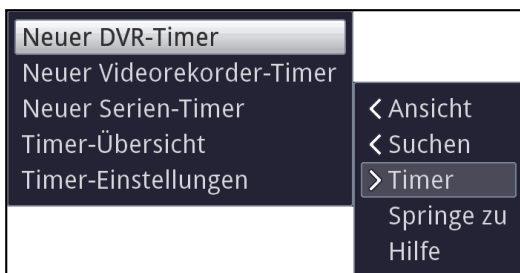 Neuer DVR-Timer
Neuer Videorekorder-Timer
Neuer Serien-Timer
Timer-Übersicht
Timer-Einstellungen
Ansicht
Suchen
Timer
Springe zu
Hilfe